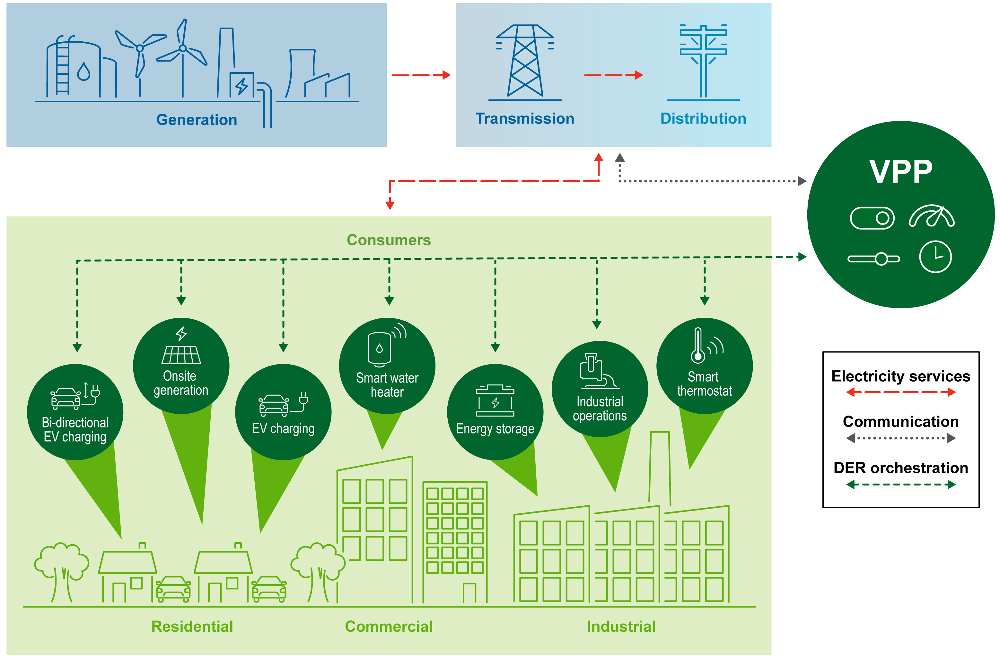 Generation
Transmission
Distribution
VPP
Consumers
Bi-directional
EV charging
Onsite
generation
EV charging
Smart water
heater
Energy storage
Industrial
operations
Smart
thermostat
Electricity services
Communication
DER orchestration
Residential
Commercial
Industrial